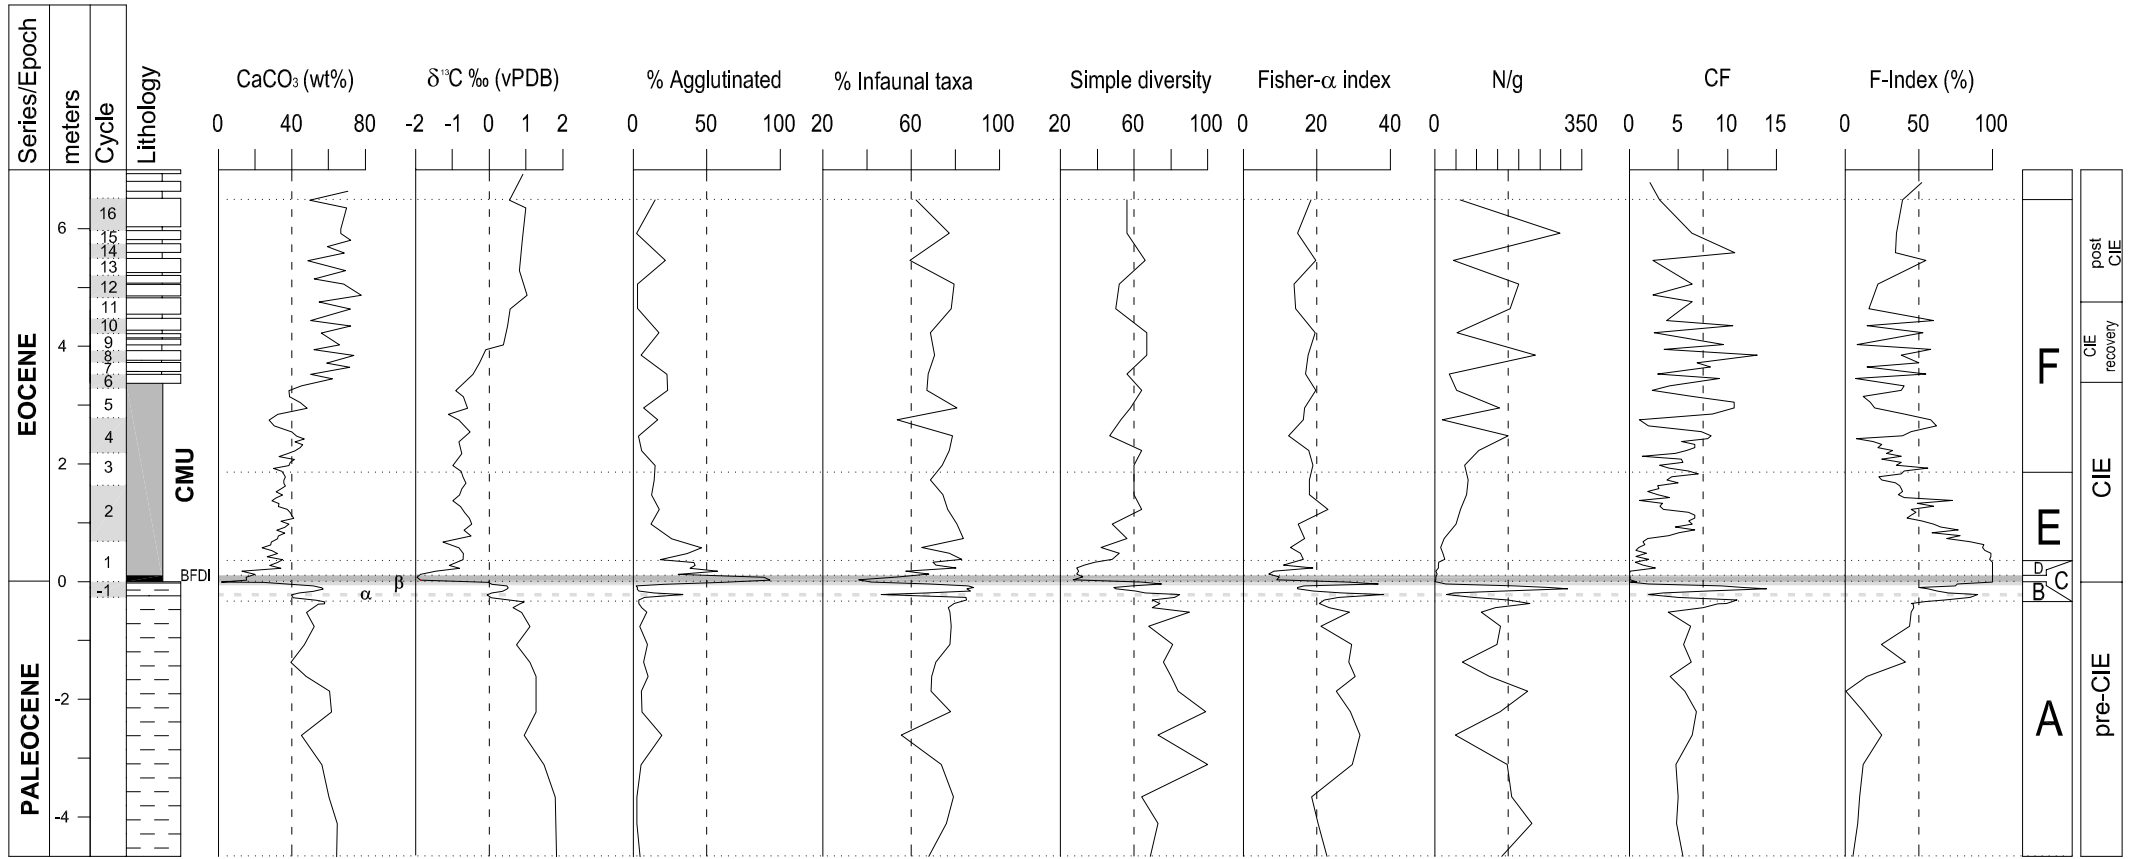 Series/Epoch
meters
Cycle
Lithology
CaCO₃ (wt%)
δ¹³C ‰ (vPDB)
% Agglutinated
% Infaunal taxa
Simple diversity
Fisher-α index
N/g
CF
F-Index (%)
0 40 80
-2 -1 0 1 2
0 50 100
20 60 100
20 60 100
0 20 40
0 350
0 5 10 15
0 50 100
EOCENE
PALEOCENE
6
4
2
0
-2
-4
16
15
14
13
12
11
10
9
8
7
6
5
4
3
2
1
-1
CMU
BFDI
β
α
F
E
D
C
B
A
post
CIE
CIE
recovery
CIE
pre-CIE